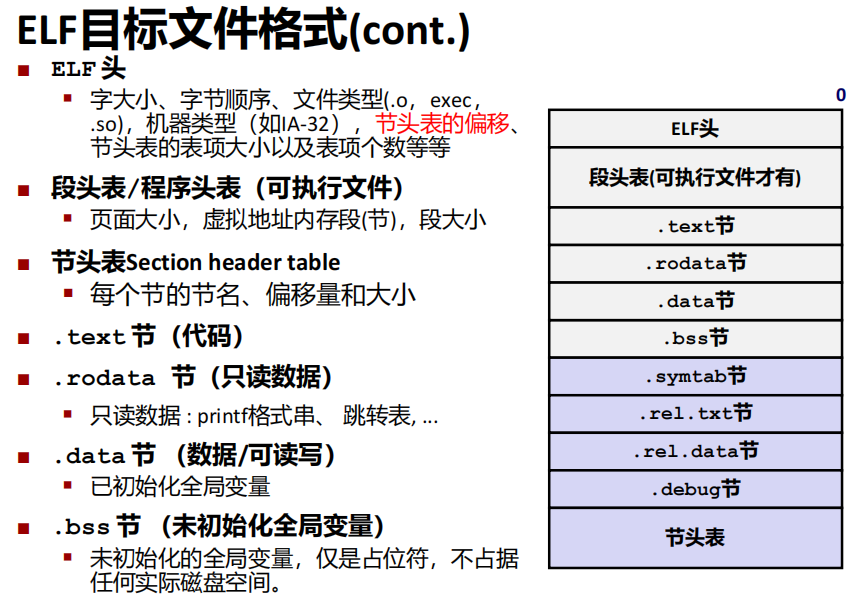 ELF目标文件格式(cont.)
ELF 头
字大小、字节顺序、文件类型(.o，exec，
.so)，机器类型（如IA-32），节头表的偏移、
节头表的表项大小以及表项个数等等
段头表/程序头表（可执行文件）
页面大小，虚拟地址内存段(节)，段大小
节头表Section header table
每个节的节名、偏移量和大小
.text 节（代码）
.rodata 节（只读数据）
只读数据 : printf格式串、 跳转表, ...
.data 节 （数据/可读写）
已初始化全局变量
.bss 节 （未初始化全局变量）
未初始化的全局变量，仅是占位符，不占据
任何实际磁盘空间。
0
ELF头
段头表(可执行文件才有)
.text节
.rodata节
.data节
.bss节
.symtab节
.rel.txt节
.rel.data节
.debug节
节头表